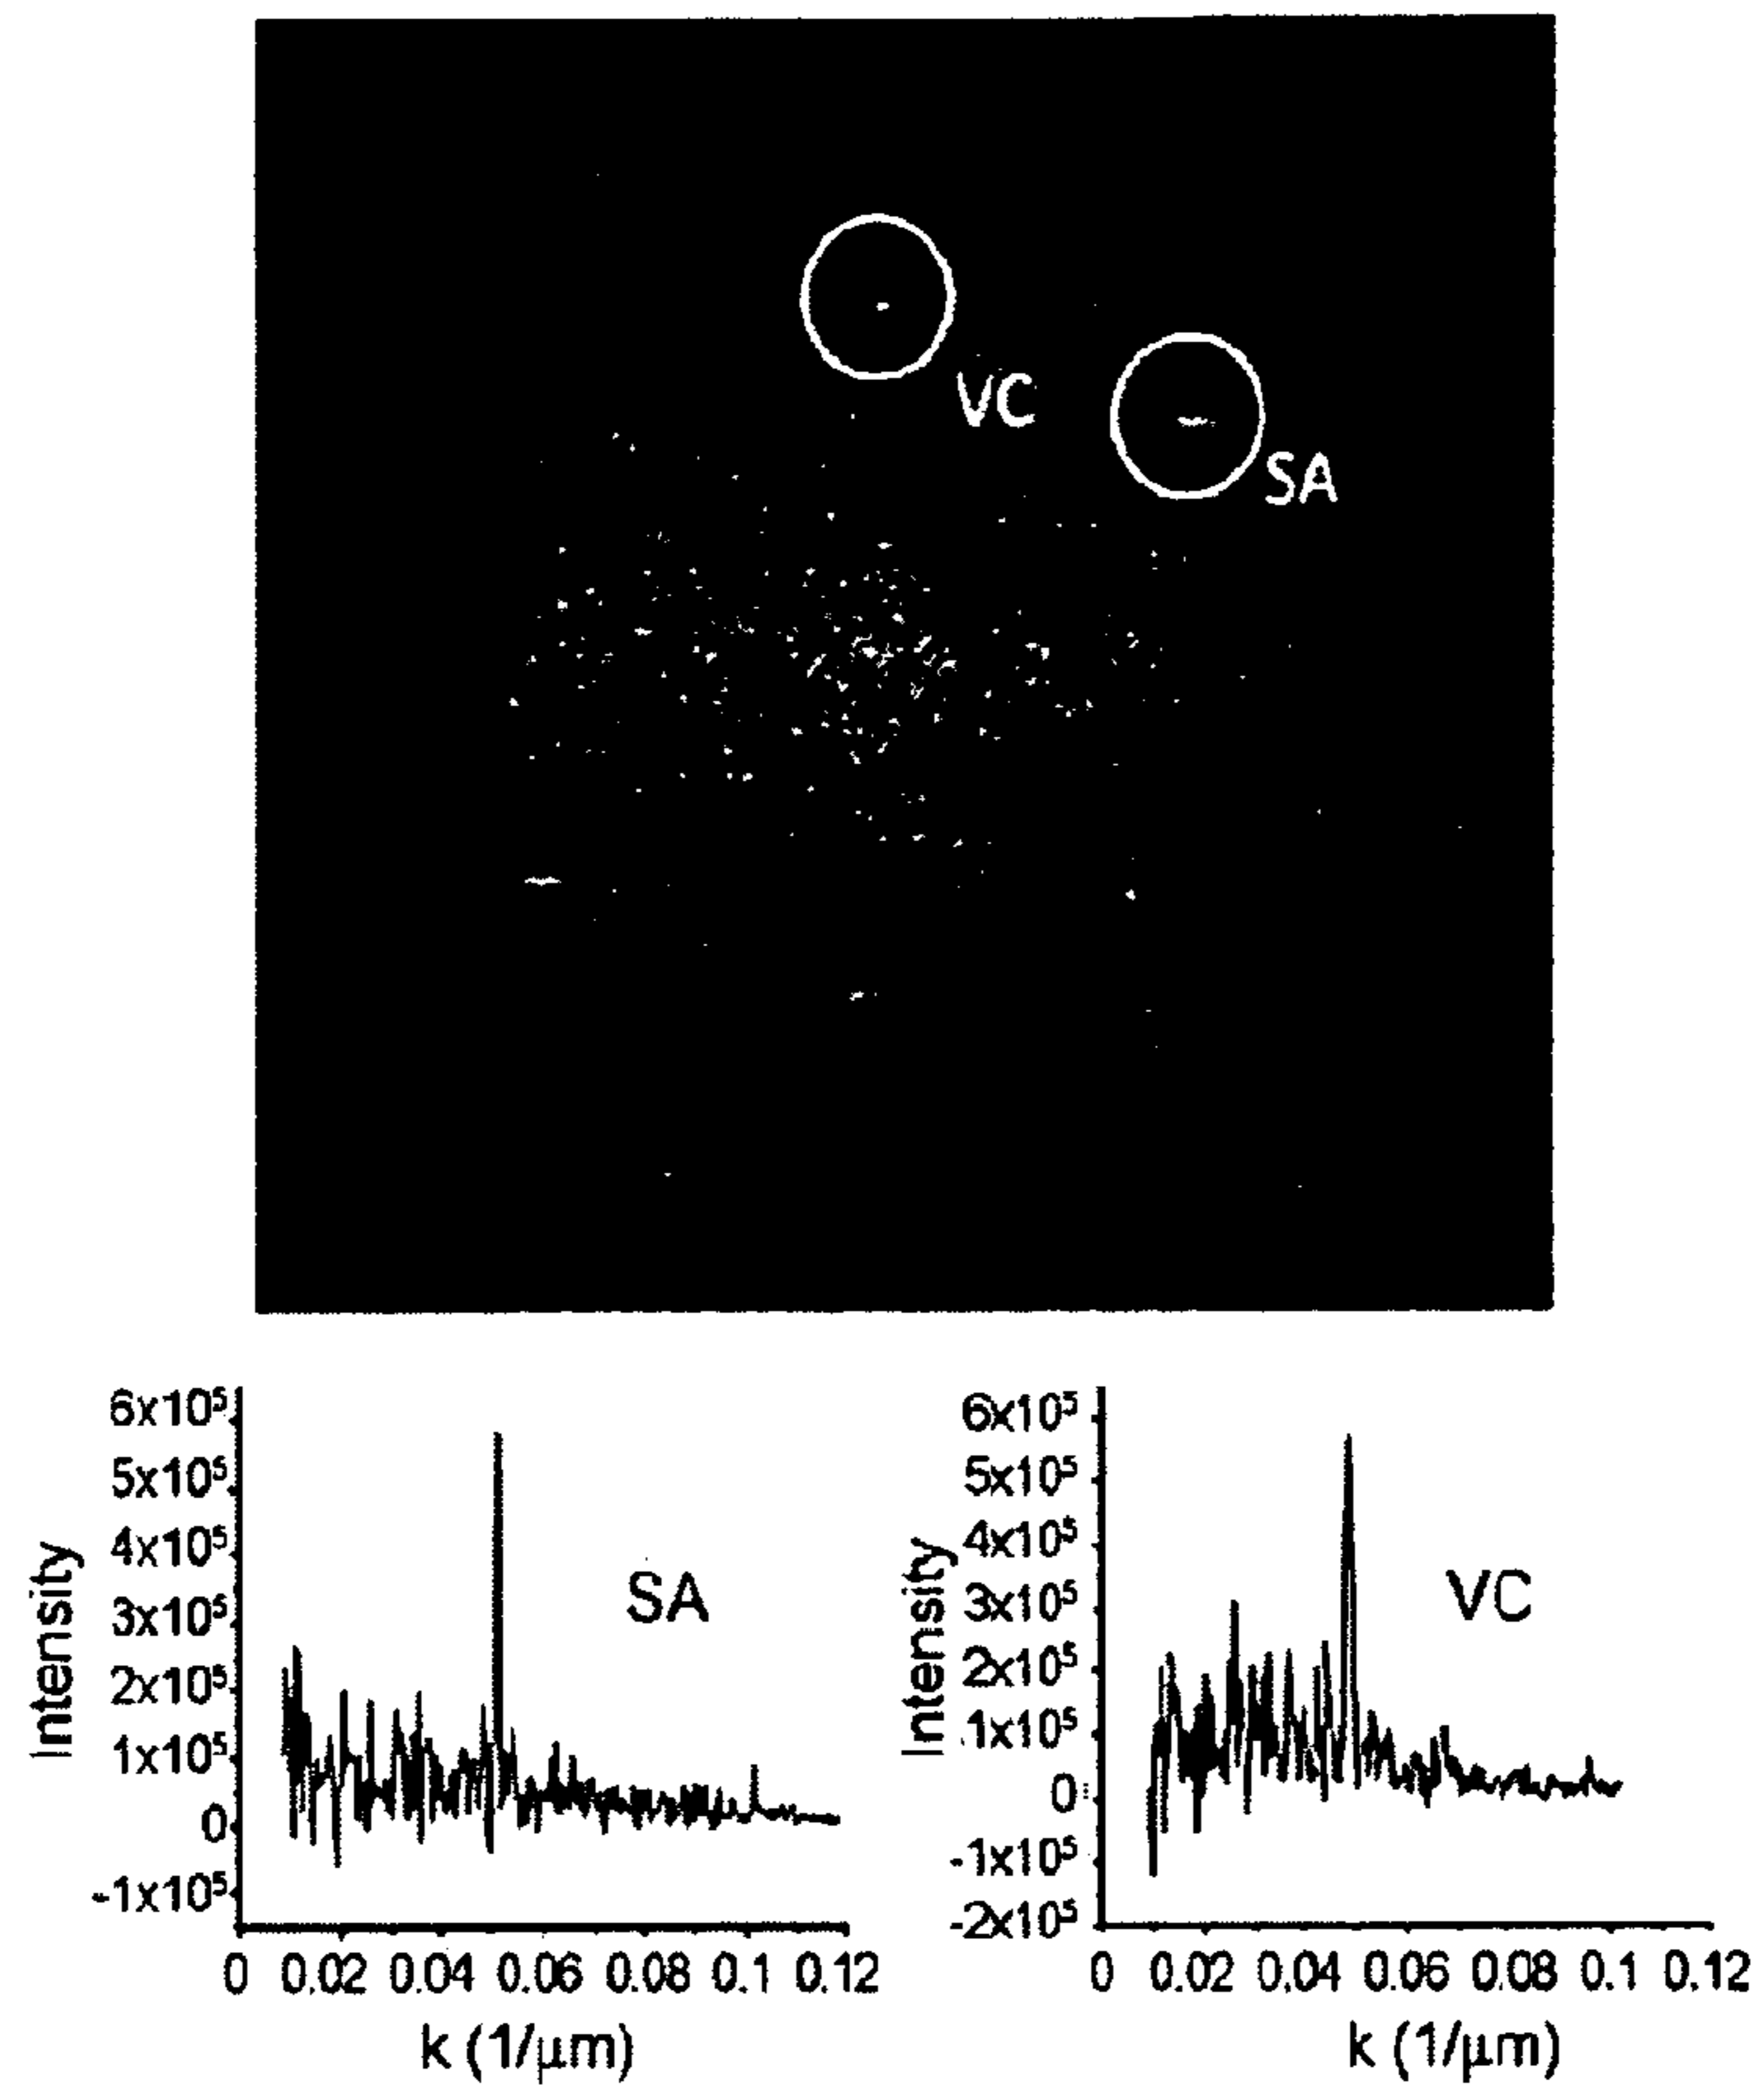 VC
SA
6x10⁵
5x10⁵
4x10⁵
3x10⁵
2x10⁵
1x10⁵
0
-1x10⁵
Intensity
SA
0 0.02 0.04 0.06 0.08 0.1 0.12
k (1/μm)
6x10⁵
5x10⁵
4x10⁵
3x10⁵
2x10⁵
1x10⁵
0
-1x10⁵
-2x10⁵
Intensity
VC
0 0.02 0.04 0.06 0.08 0.1 0.12
k (1/μm)